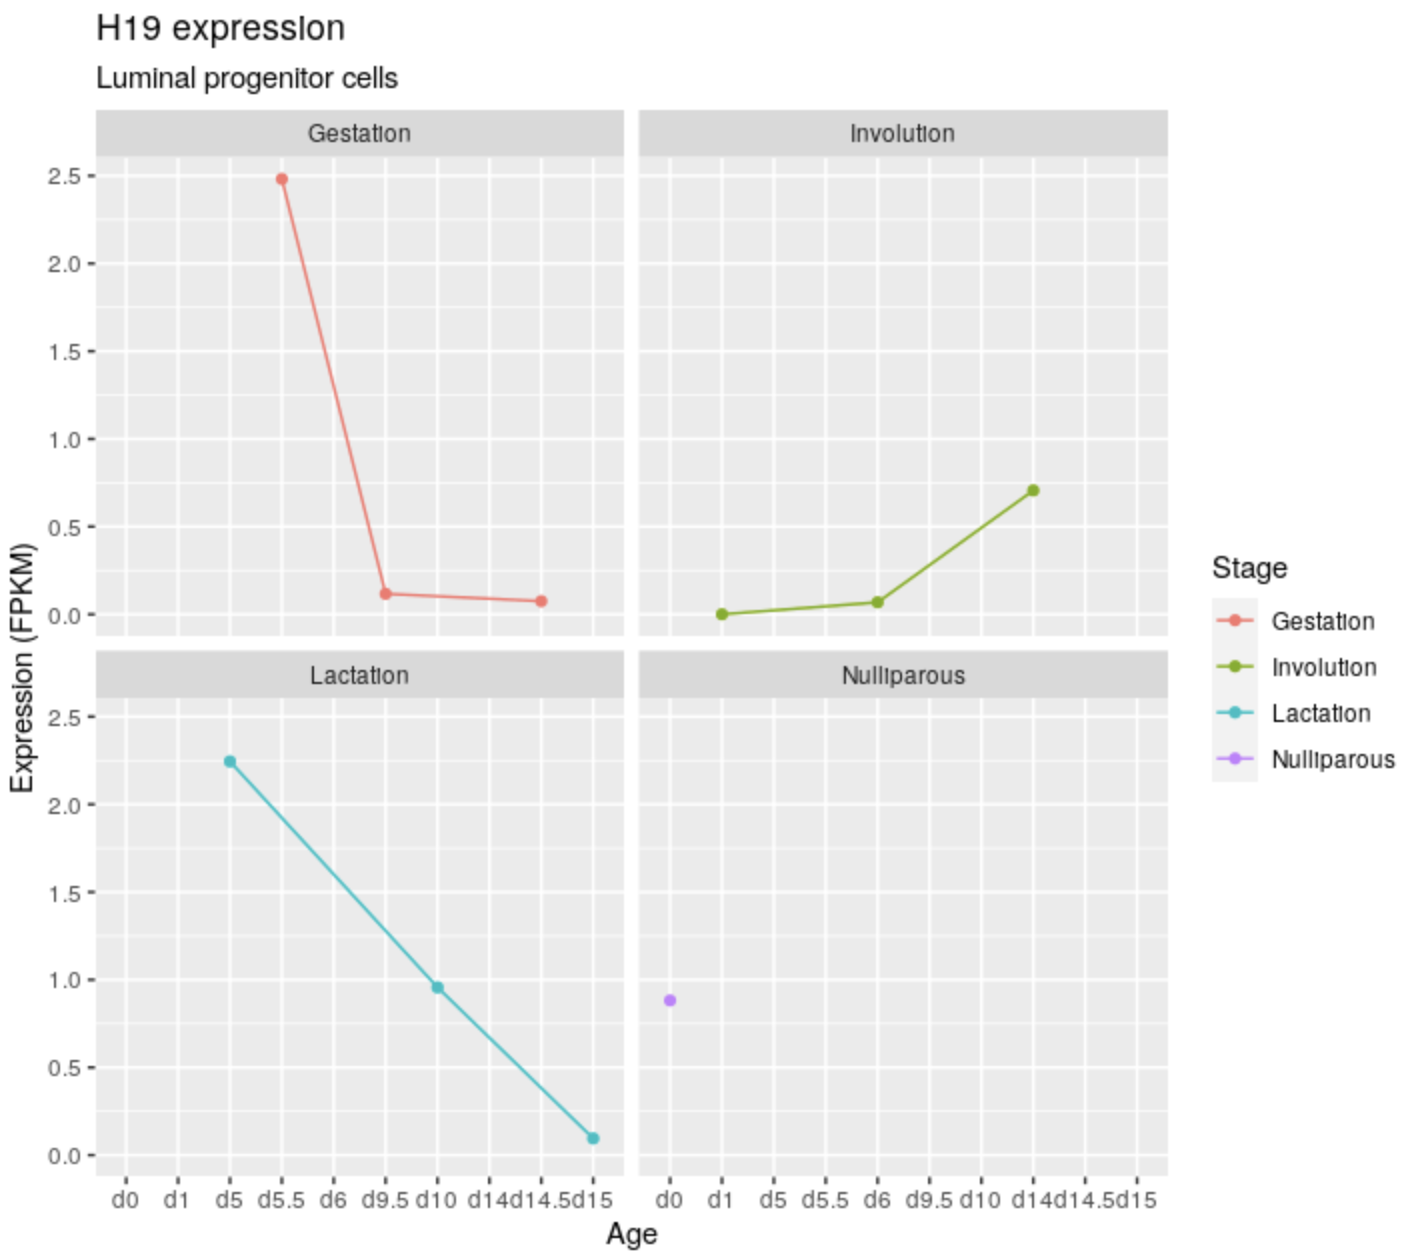 H19 expression
Luminal progenitor cells
Gestation
Involution
2.5
2.0
1.5
1.0
0.5
0.0
Lactation
Nulliparous
2.5
2.0
1.5
1.0
0.5
0.0
Expression (FPKM)
d0 d1 d5 d5.5 d6 d9.5 d10 d14 d14.5 d15
d0 d1 d5 d5.5 d6 d9.5 d10 d14 d14.5 d15
Age
Stage
Gestation
Involution
Lactation
Nulliparous